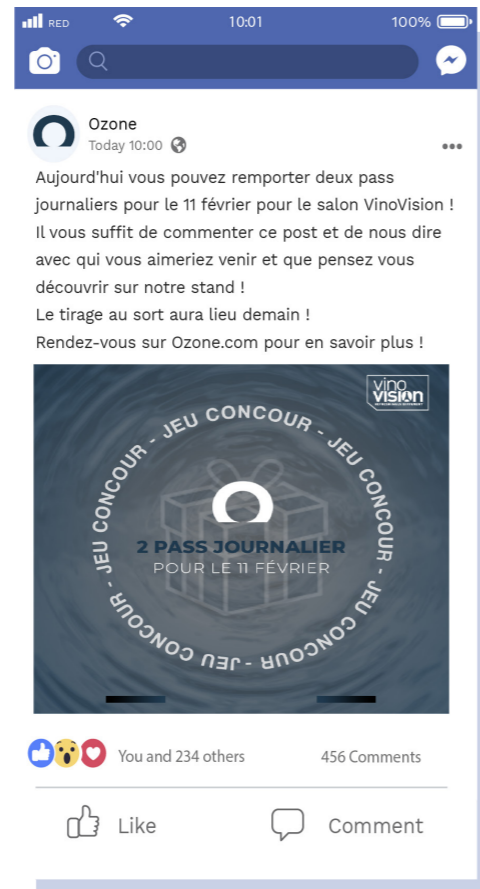 RED 10:01 100%
Ozone
Today 10:00
Aujourd'hui vous pouvez remporter deux pass
journaliers pour le 11 février pour le salon VinoVision !
Il vous suffit de commenter ce post et de nous dire
avec qui vous aimeriez venir et que pensez vous
découvrir sur notre stand !
Le tirage au sort aura lieu demain !
Rendez-vous sur Ozone.com pour en savoir plus !
vino
vision
JEU CONCOUR - JEU CONCOUR - JEU CONCOUR - JEU CONCOUR - JEU CONCOUR -
2 PASS JOURNALIER
POUR LE 11 FÉVRIER
You and 234 others 456 Comments
Like Comment